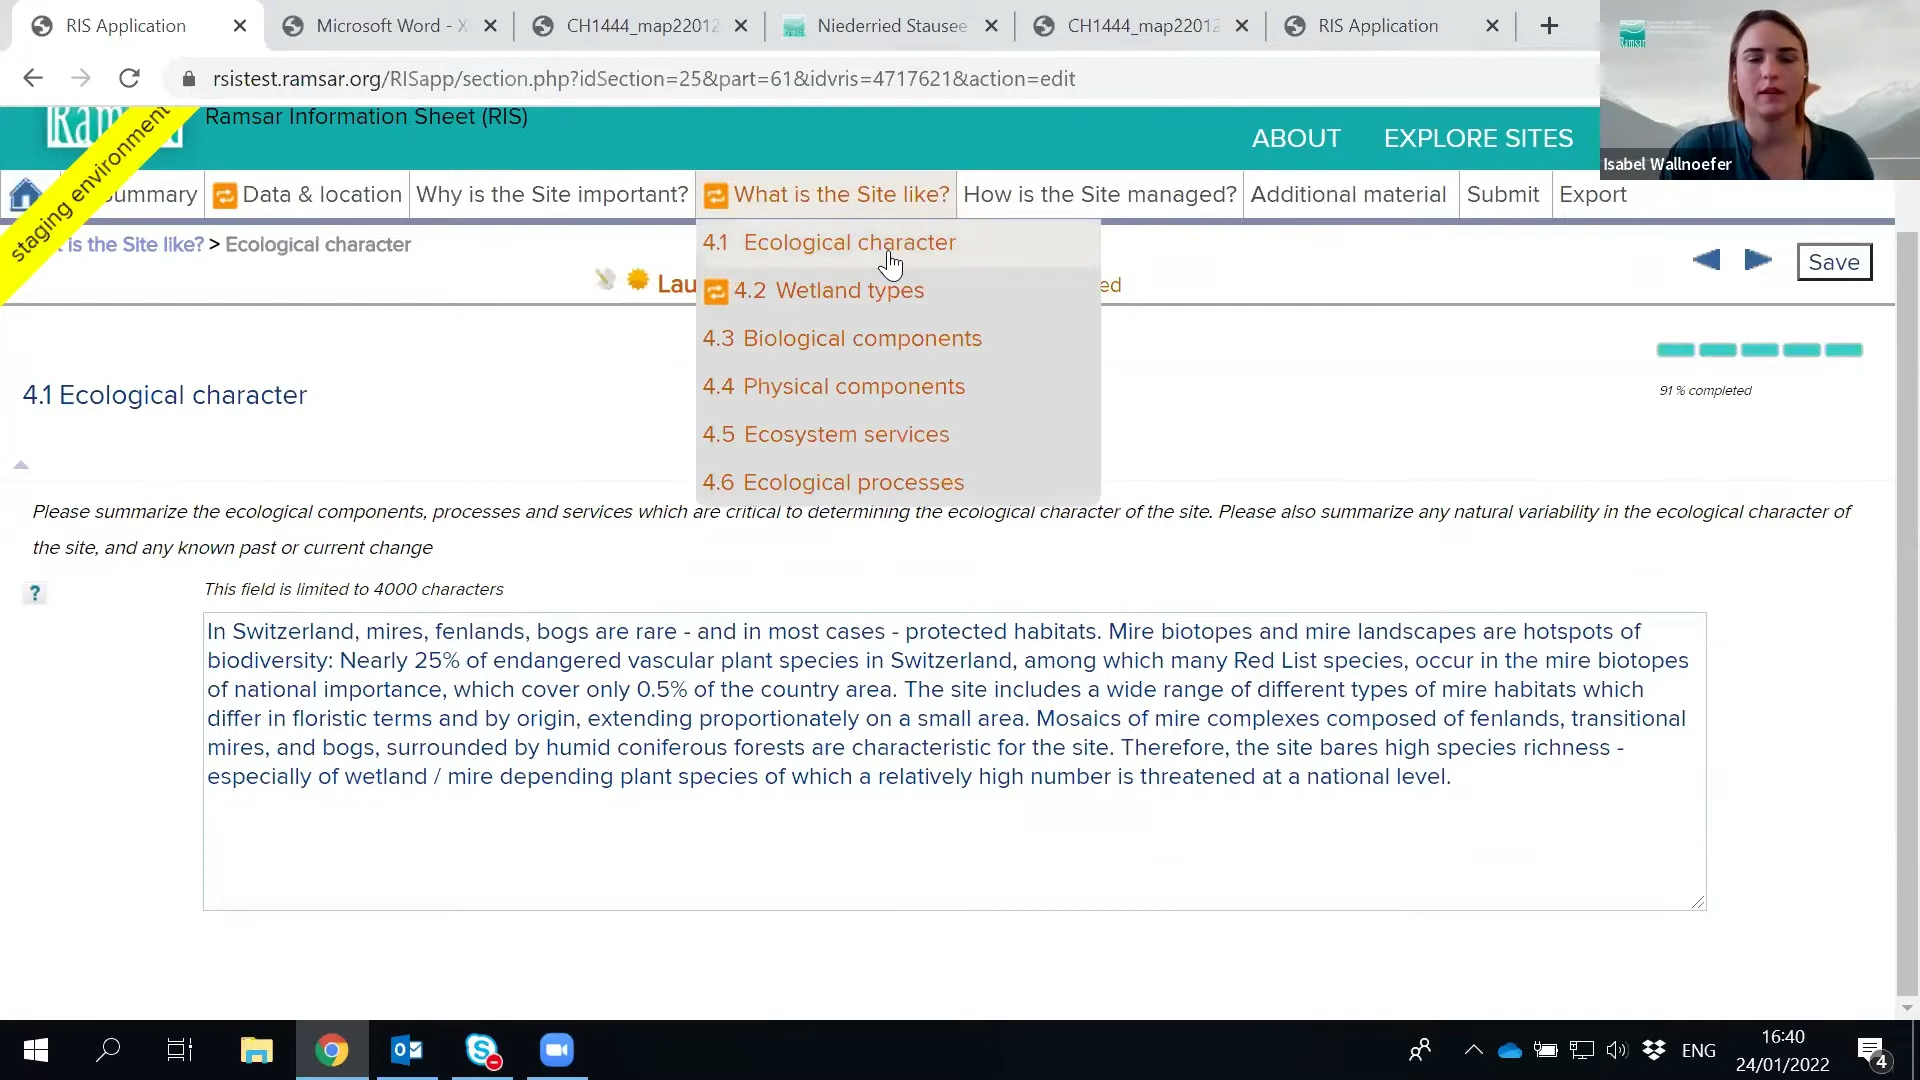 RIS Application
Microsoft Word - X
CH1444_map22012
Niederried Stausee
CH1444_map22012
RIS Application
rsistest.ramsar.org/RISapp/section.php?idSection=25&part=61&idvris=4717621&action=edit
Ramsar
Isabel Wallnoefer
staging environment
Ramsar Information Sheet (RIS)
ABOUT
EXPLORE SITES
Summary
Data & location
Why is the Site important?
What is the Site like?
How is the Site managed?
Additional material
Submit
Export
is the Site like? > Ecological character
4.1 Ecological character
4.2 Wetland types
4.3 Biological components
4.4 Physical components
4.5 Ecosystem services
4.6 Ecological processes
Lau
ed
Save
4.1 Ecological character
91 % completed
Please summarize the ecological components, processes and services which are critical to determining the ecological character of the site. Please also summarize any natural variability in the ecological character of
the site, and any known past or current change
?
This field is limited to 4000 characters
In Switzerland, mires, fenlands, bogs are rare - and in most cases - protected habitats. Mire biotopes and mire landscapes are hotspots of
biodiversity: Nearly 25% of endangered vascular plant species in Switzerland, among which many Red List species, occur in the mire biotopes
of national importance, which cover only 0.5% of the country area. The site includes a wide range of different types of mire habitats which
differ in floristic terms and by origin, extending proportionately on a small area. Mosaics of mire complexes composed of fenlands, transitional
mires, and bogs, surrounded by humid coniferous forests are characteristic for the site. Therefore, the site bares high species richness -
especially of wetland / mire depending plant species of which a relatively high number is threatened at a national level.
ENG
16:40
24/01/2022
4